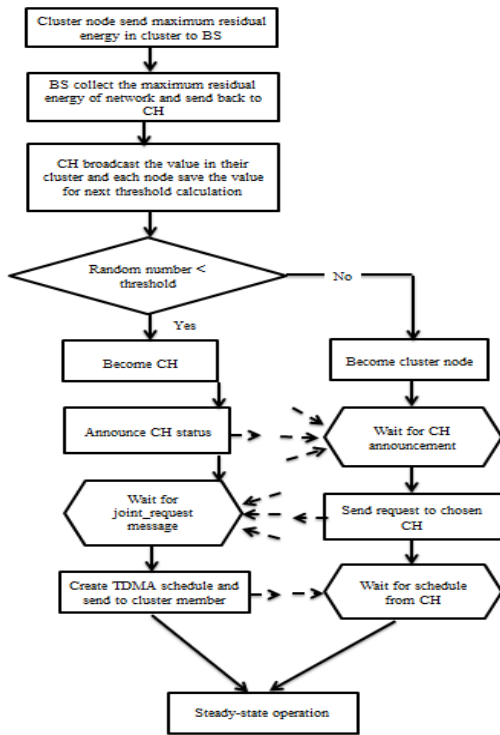 Cluster node send maximum residual
energy in cluster to BS
BS collect the maximum residual
energy of network and send back to
CH
CH broadcast the value in their
cluster and each node save the value
for next threshold calculation
Random number <
threshold
No
Yes
Become CH
Become cluster node
Announce CH status
Wait for CH
announcement
Wait for
joint_request
message
Send request to chosen
CH
Create TDMA schedule and
send to cluster member
Wait for schedule
from CH
Steady-state operation